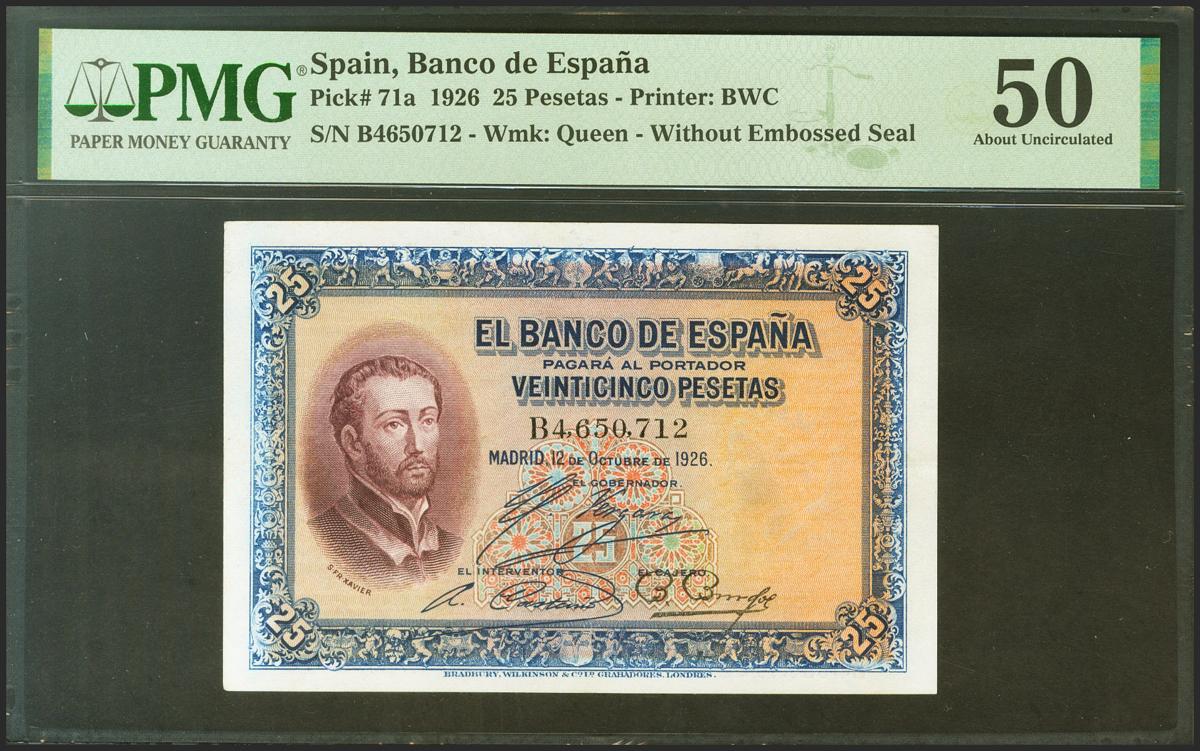 PMG®
PAPER MONEY GUARANTY
Spain, Banco de España
Pick# 71a 1926 25 Pesetas - Printer: BWC
S/N B4650712 - Wmk: Queen - Without Embossed Seal
50
About Uncirculated
25 25
EL BANCO DE ESPAÑA
PAGARÁ AL PORTADOR
VEINTICINCO PESETAS
B4,650,712
MADRID, 12 DE OCTUBRE DE 1926.
EL GOBERNADOR.
25
EL INTERVENTOR
EL CAJERO
S. FR. XAVIER
25 25
BRADBURY, WILKINSON & Cº Lº GRABADORES, LONDRES.